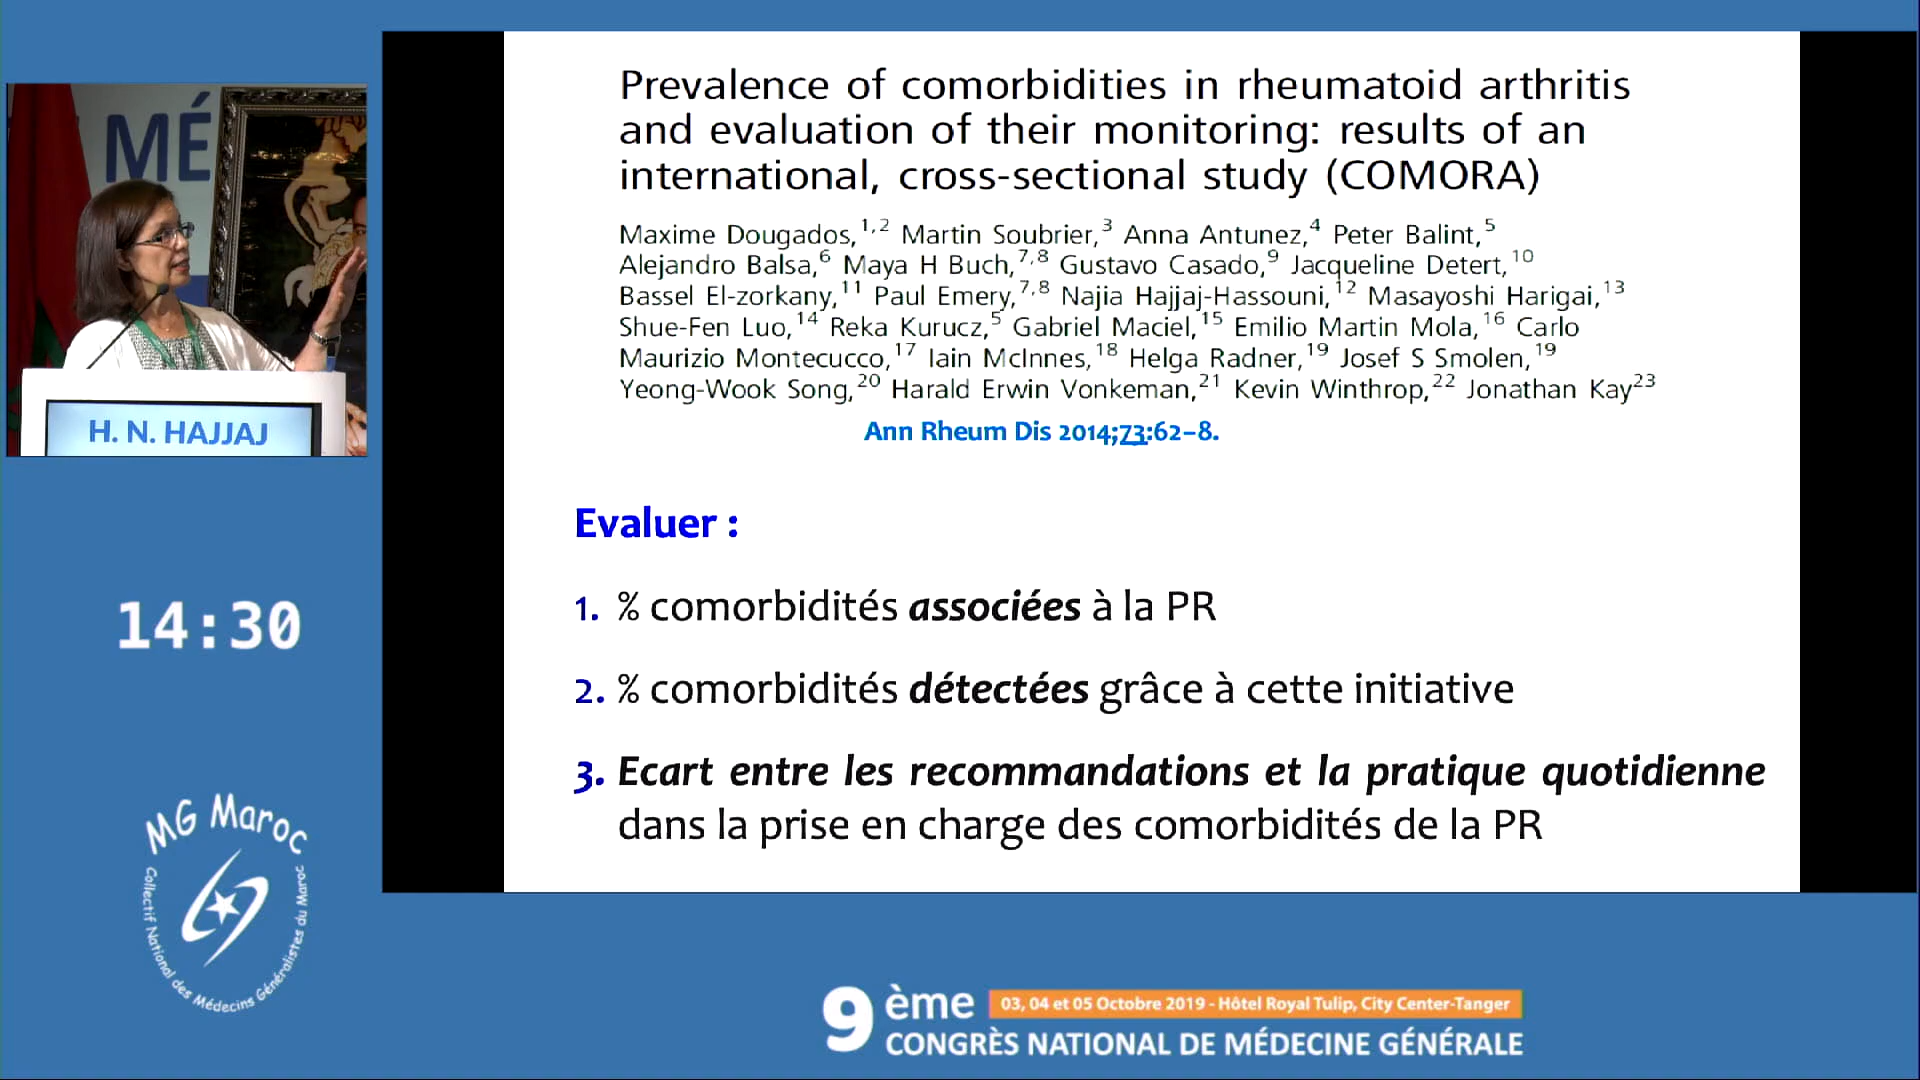 MÉ
H. N. HAJJAJ
14:30
MG Maroc
Collectif National des Médecins Généralistes du Maroc
Prevalence of comorbidities in rheumatoid arthritis
and evaluation of their monitoring: results of an
international, cross-sectional study (COMORA)
Maxime Dougados,1,2 Martin Soubrier,3 Anna Antunez,4 Peter Balint,5
Alejandro Balsa,6 Maya H Buch,7,8 Gustavo Casado,9 Jacqueline Detert,10
Bassel El-zorkany,11 Paul Emery,7,8 Najia Hajjaj-Hassouni,12 Masayoshi Harigai,13
Shue-Fen Luo,14 Reka Kurucz,5 Gabriel Maciel,15 Emilio Martin Mola,16 Carlo
Maurizio Montecucco,17 Iain McInnes,18 Helga Radner,19 Josef S Smolen,19
Yeong-Wook Song,20 Harald Erwin Vonkeman,21 Kevin Winthrop,22 Jonathan Kay23
Ann Rheum Dis 2014;73:62–8.
Evaluer :
1. % comorbidités associées à la PR
2. % comorbidités détectées grâce à cette initiative
3. Ecart entre les recommandations et la pratique quotidienne
dans la prise en charge des comorbidités de la PR
9ème
03, 04 et 05 Octobre 2019 - Hôtel Royal Tulip, City Center-Tanger
CONGRÈS NATIONAL DE MÉDECINE GÉNÉRALE